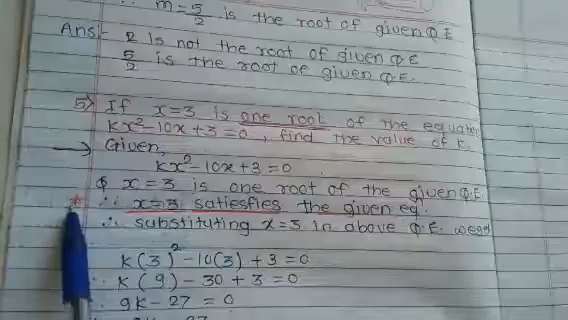 ∴ m = 5/2 is the root of given Q.E
Ans:- 2 is not the root of given Q.E
5/2 is the root of given Q.E.
5) If x=3 is one root of the equation
kx²-10x+3=0, find the value of k.
→ Given,
kx²-10x+3=0
& x=3 is one root of the given Q.E
* ∴ x=3 satiesfies the given eq.
∴ substituting x=3 in above Q.E. we get
k(3)²-10(3)+3=0
∴ k(9)-30+3=0
∴ 9k-27=0